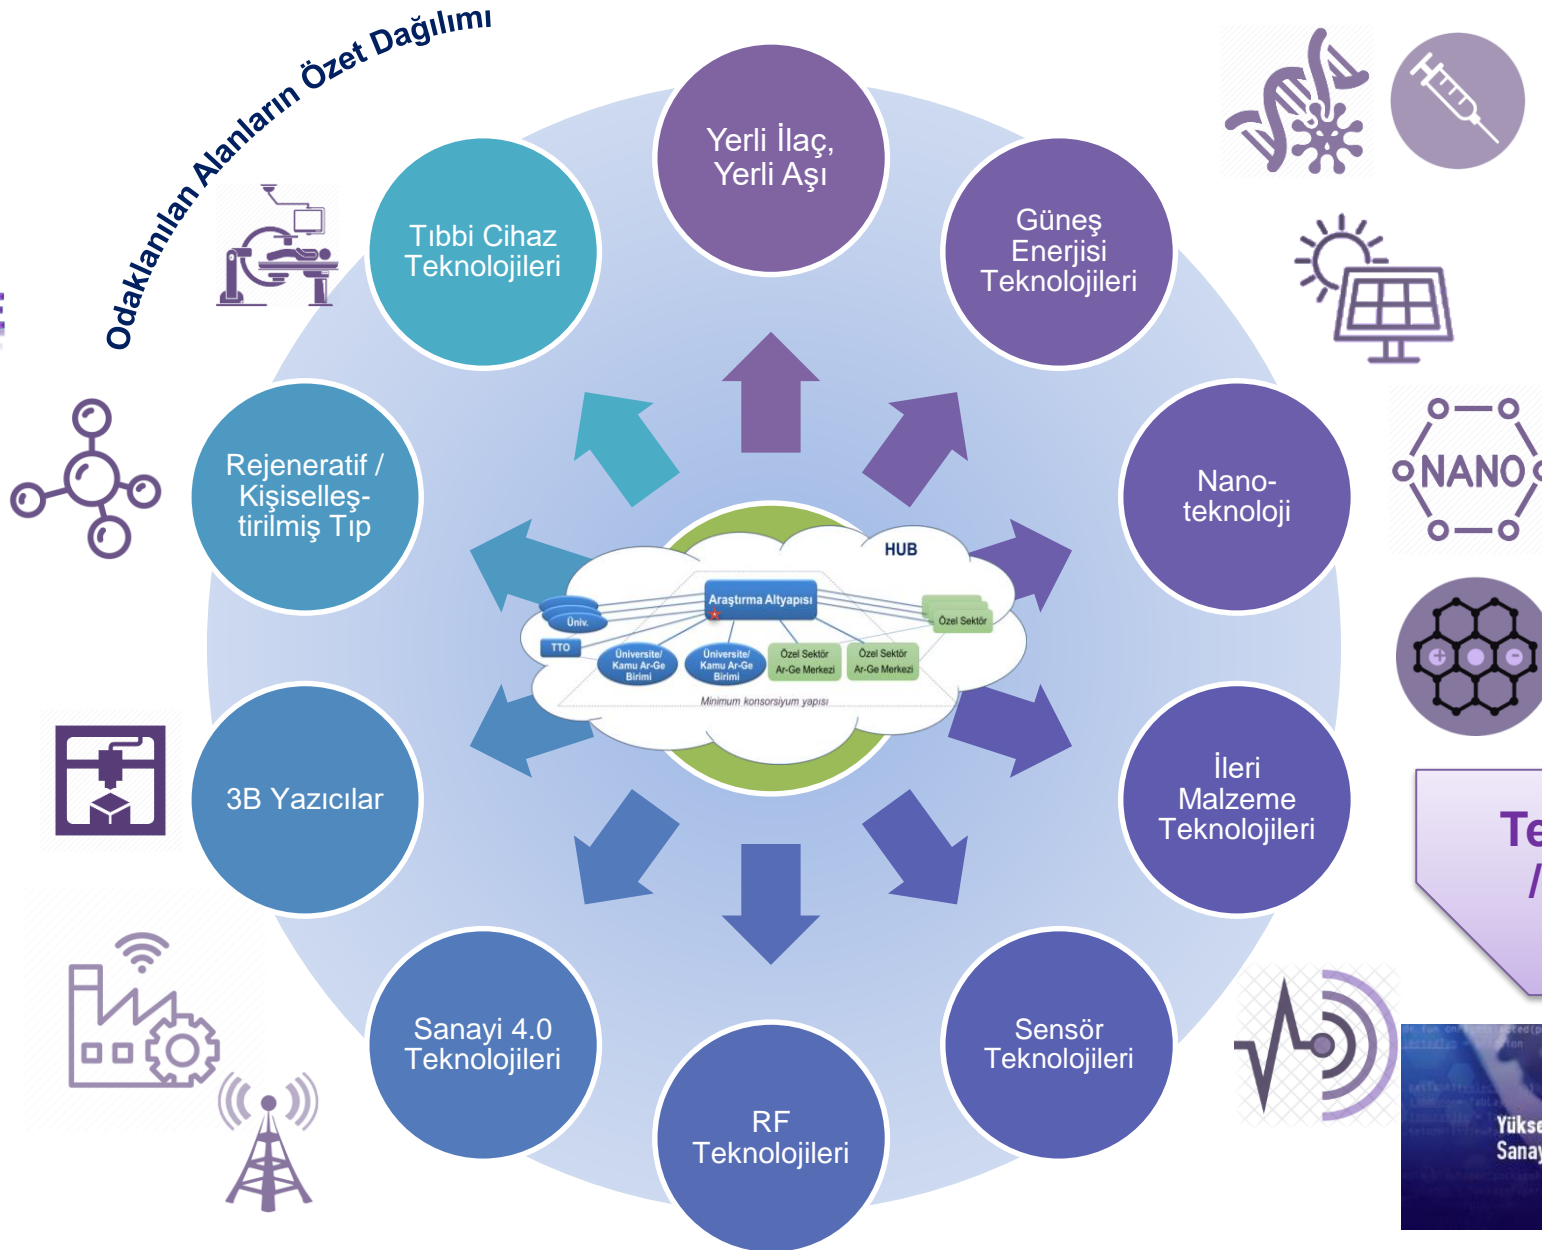 Odaklanılan Alanların Özet Dağılımı
Yerli İlaç,
Yerli Aşı
Güneş
Enerjisi
Teknolojileri
Nano-
teknoloji
İleri
Malzeme
Teknolojileri
Sensör
Teknolojileri
RF
Teknolojileri
Sanayi 4.0
Teknolojileri
3B Yazıcılar
Rejeneratif /
Kişiselleş-
tirilmiş Tıp
Tıbbi Cihaz
Teknolojileri
HUB
Araştırma Altyapısı
Üniv.
TTO
Özel Sektör
Üniversite/
Kamu Ar-Ge
Birimi
Üniversite/
Kamu Ar-Ge
Birimi
Özel Sektör
Ar-Ge Merkezi
Özel Sektör
Ar-Ge Merkezi
Minimum konsorsiyum yapısı
NANO
+
-
Te
/
Yükse
Sanay